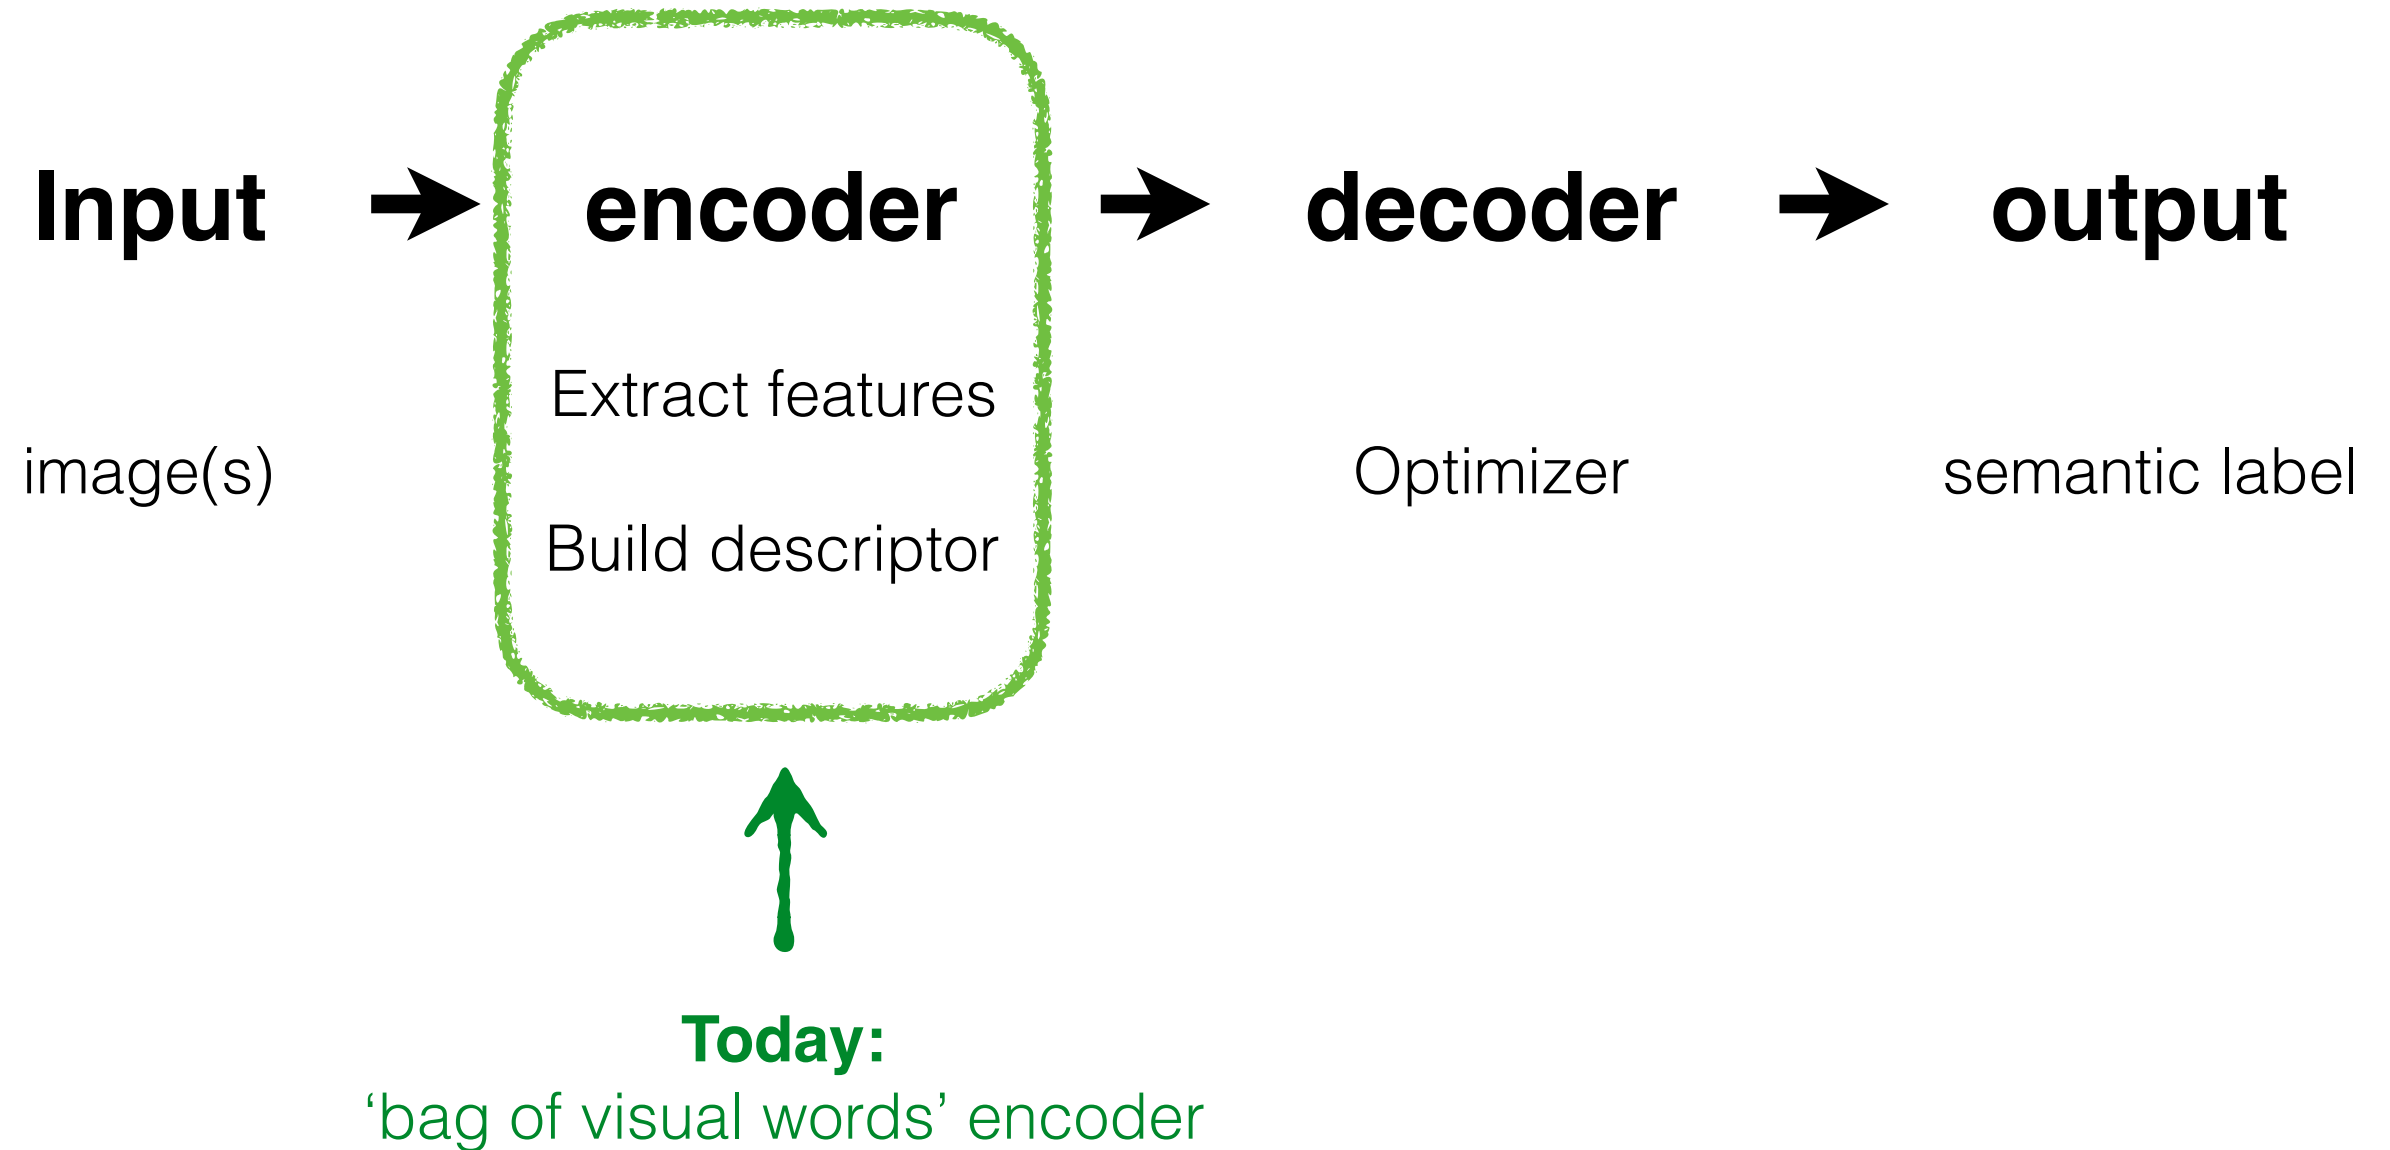 Input
encoder
decoder
output
image(s)
Extract features
Build descriptor
Optimizer
semantic label
Today:
‘bag of visual words’ encoder